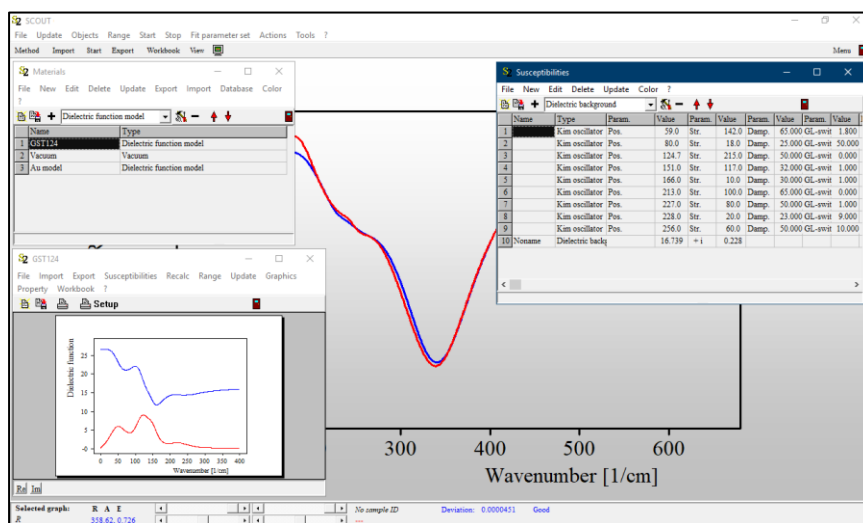 SCOUT
File Update Objects Range Start Stop Fit parameter set Actions Tools ?
Method Import Start Export Workbook View Menu
Materials
File New Edit Delete Update Export Import Database Color
?
Dielectric function model
Name Type
1 GST124 Dielectric function model
2 Vacuum Vacuum
3 Au model Dielectric function model
Susceptibilities
File New Edit Delete Update Color
?
Dielectric background
Name Type Param. Value Param. Value Param. Value Param. Value
1 Kim oscillator Pos. 59.0 Str. 142.0 Damp. 65.000 GL-swit 1.800
2 Kim oscillator Pos. 80.0 Str. 18.0 Damp. 25.000 GL-swit 50.000
3 Kim oscillator Pos. 124.7 Str. 215.0 Damp. 50.000 GL-swit 0.000
4 Kim oscillator Pos. 151.0 Str. 117.0 Damp. 32.000 GL-swit 1.000
5 Kim oscillator Pos. 166.0 Str. 10.0 Damp. 30.000 GL-swit 1.000
6 Kim oscillator Pos. 213.0 Str. 100.0 Damp. 65.000 GL-swit 0.000
7 Kim oscillator Pos. 227.0 Str. 80.0 Damp. 50.000 GL-swit 1.000
8 Kim oscillator Pos. 228.0 Str. 20.0 Damp. 23.000 GL-swit 9.000
9 Kim oscillator Pos. 256.0 Str. 60.0 Damp. 50.000 GL-swit 10.000
10 Noname Dielectric back 16.739 + i 0.228
GST124
File Import Export Susceptibilities Recalc Range Update Graphics
Property Workbook ?
Setup
Dielectric function
25
20
15
10
5
-0
0 50 100 150 200 250 300 350 400
Wavenumber [1/cm]
Re Im
300 400 500 600
Wavenumber [1/cm]
Selected graph: R A E No sample ID Deviation: 0.0000451 Good
R 358.62, 0.726 ---